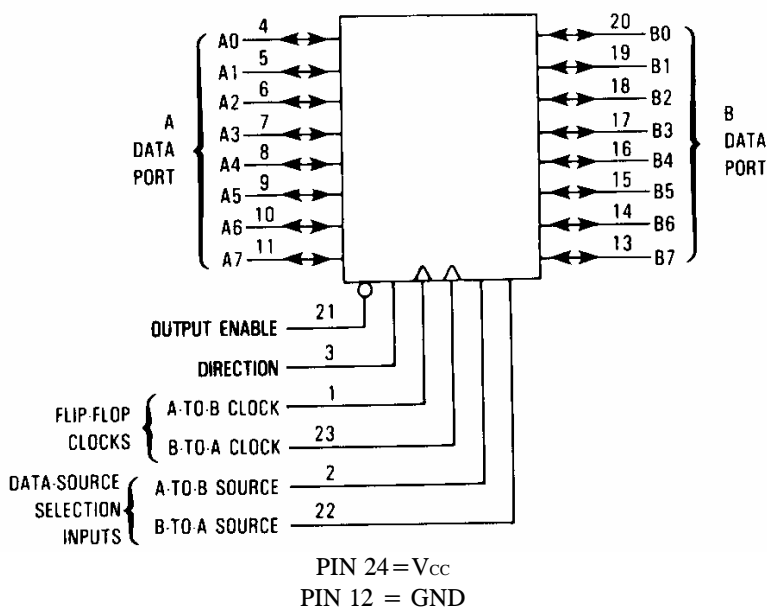 A DATA PORT
A0 4
A1 5
A2 6
A3 7
A4 8
A5 9
A6 10
A7 11
20 B0
19 B1
18 B2
17 B3
16 B4
15 B5
14 B6
13 B7
B DATA PORT
OUTPUT ENABLE 21
DIRECTION 3
FLIP-FLOP CLOCKS
A-TO-B CLOCK 1
B-TO-A CLOCK 23
DATA-SOURCE SELECTION INPUTS
A-TO-B SOURCE 2
B-TO-A SOURCE 22
PIN 24=VCC
PIN 12 = GND